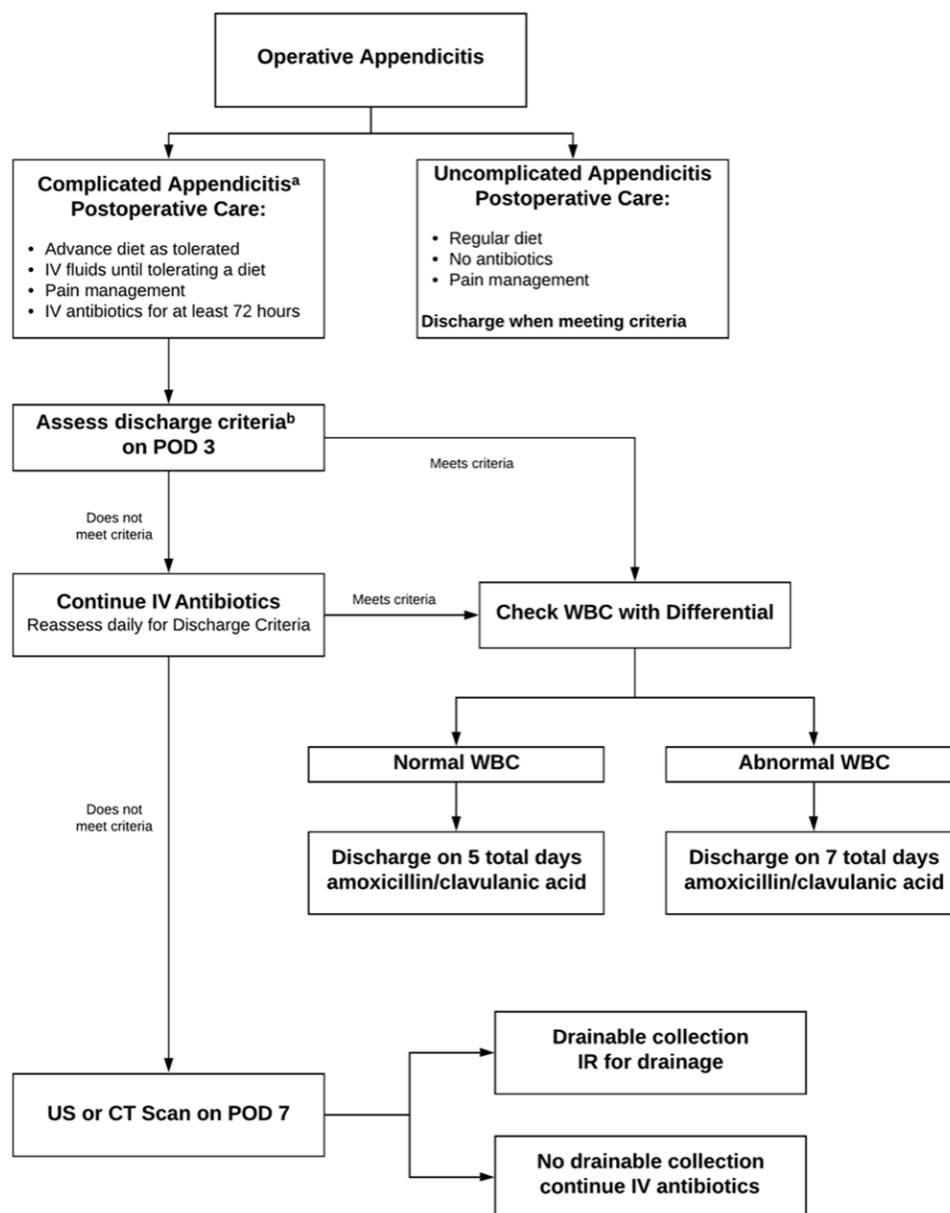 Operative Appendicitis
Complicated Appendicitisᵃ
Postoperative Care:
• Advance diet as tolerated
• IV fluids until tolerating a diet
• Pain management
• IV antibiotics for at least 72 hours
Uncomplicated Appendicitis
Postoperative Care:
• Regular diet
• No antibiotics
• Pain management
Discharge when meeting criteria
Assess discharge criteriaᵇ
on POD 3
Meets criteria
Does not
meet criteria
Continue IV Antibiotics
Reassess daily for Discharge Criteria
Meets criteria
Check WBC with Differential
Normal WBC
Abnormal WBC
Does not
meet criteria
Discharge on 5 total days
amoxicillin/clavulanic acid
Discharge on 7 total days
amoxicillin/clavulanic acid
Drainable collection
IR for drainage
US or CT Scan on POD 7
No drainable collection
continue IV antibiotics